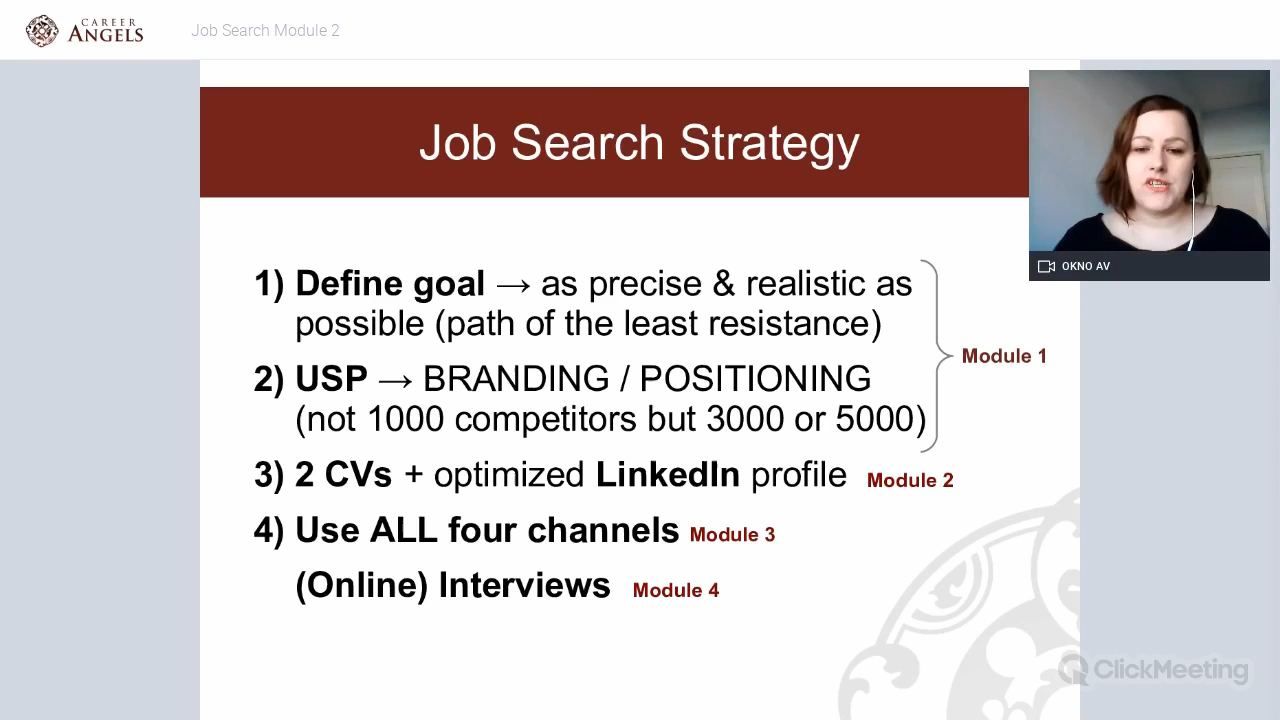 CAREER
ANGELS
Job Search Module 2
Job Search Strategy
OKNO AV
1) Define goal → as precise & realistic as
possible (path of the least resistance)
Module 1
2) USP → BRANDING / POSITIONING
(not 1000 competitors but 3000 or 5000)
3) 2 CVs + optimized LinkedIn profile Module 2
4) Use ALL four channels Module 3
(Online) Interviews Module 4
ClickMeeting